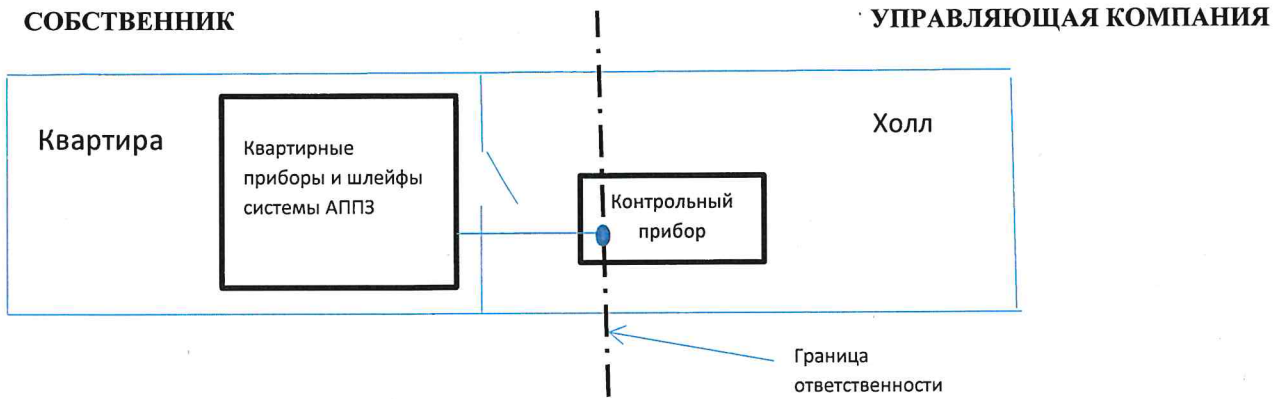 СОБСТВЕННИК
УПРАВЛЯЮЩАЯ КОМПАНИЯ
Квартира
Квартирные
приборы и шлейфы
системы АППЗ
Холл
Контрольный
прибор
Граница
ответственности